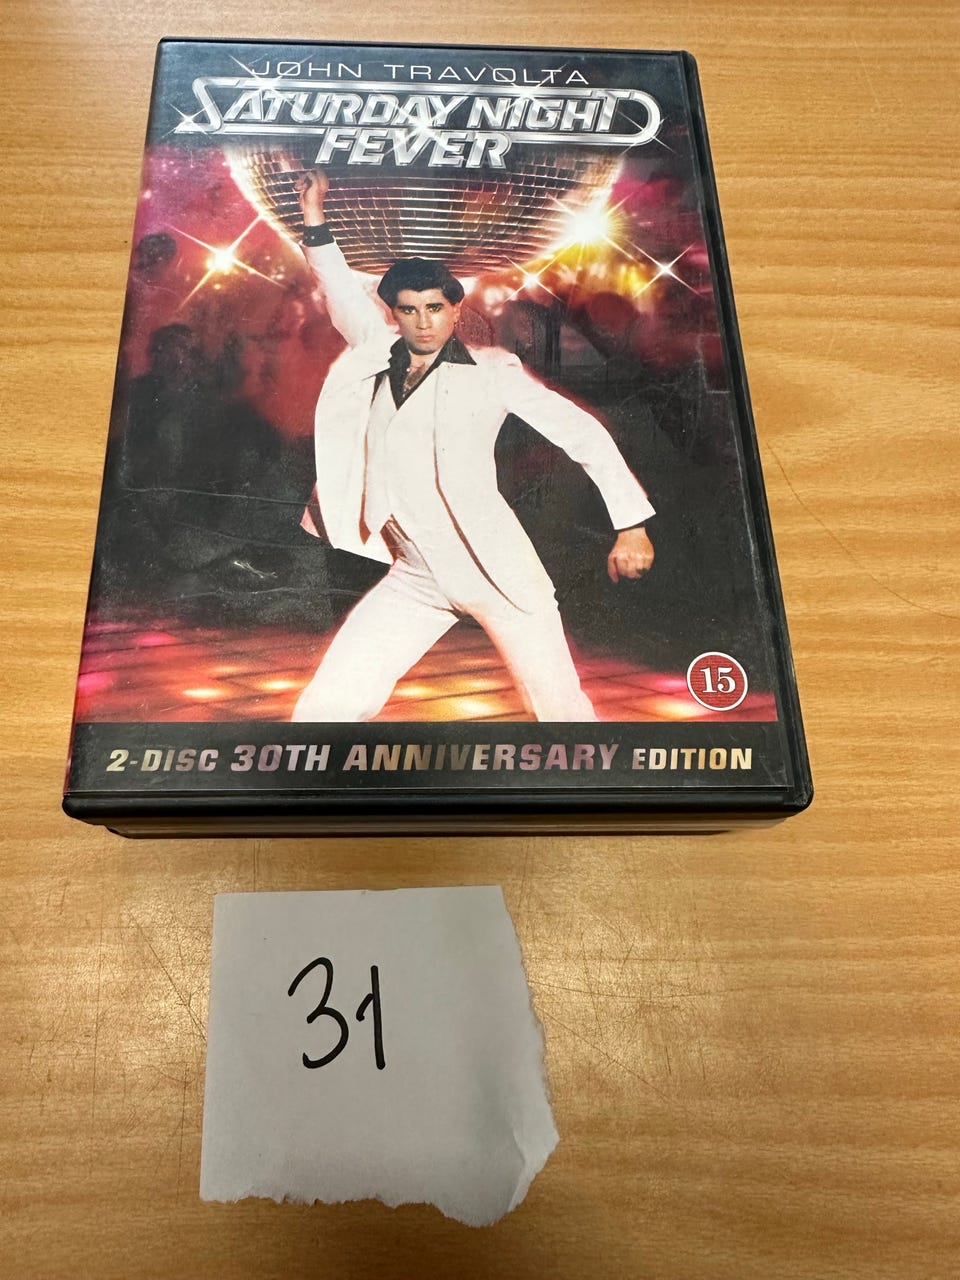 JOHN TRAVOLTA
SATURDAY NIGHT
FEVER
15
2-DISC 30TH ANNIVERSARY EDITION
31